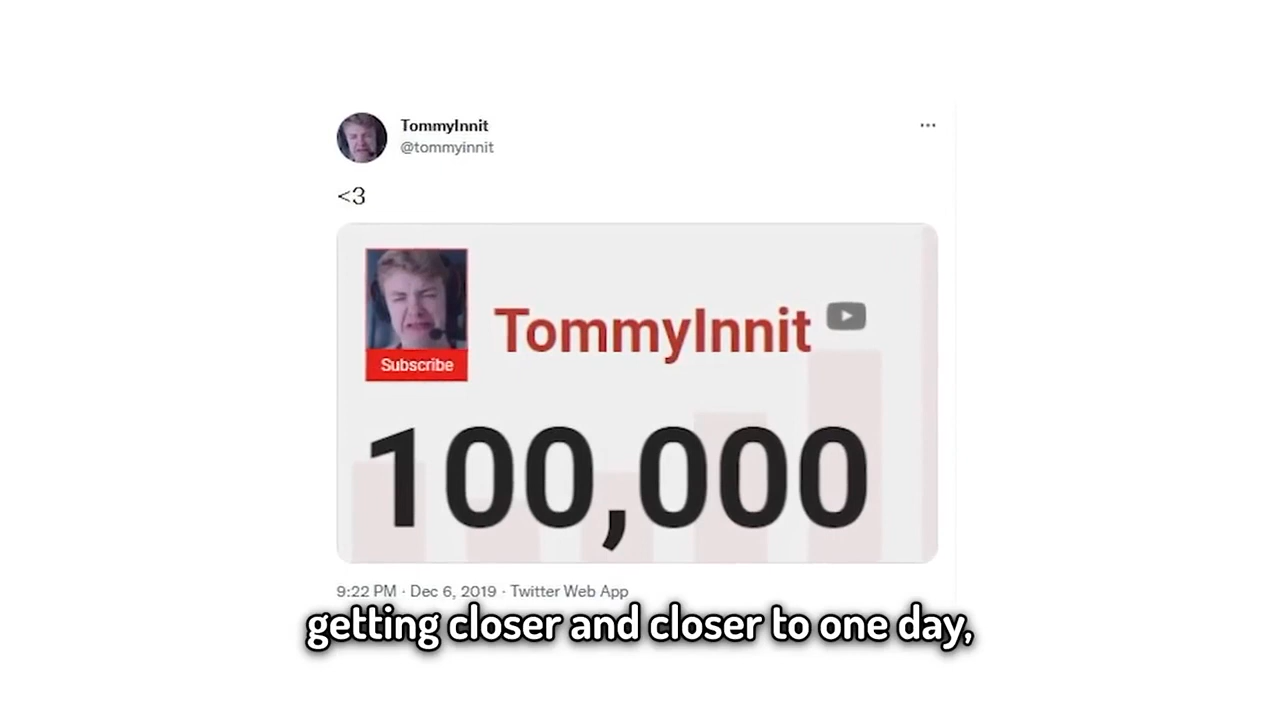 TommyInnit
@tommyinnit
<3
Subscribe
TommyInnit
100,000
9:22 PM · Dec 6, 2019 · Twitter Web App
getting closer and closer to one day,